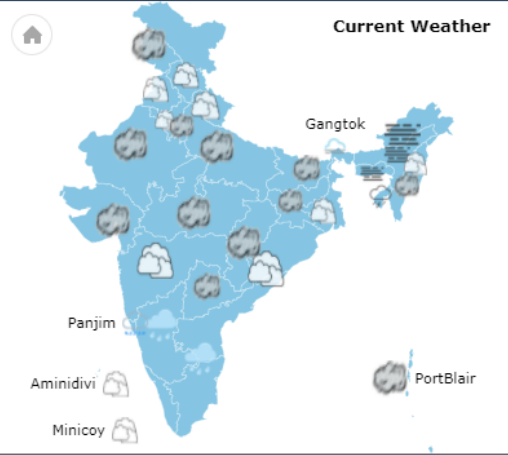 Current Weather
Gangtok
Panjim
Aminidivi
PortBlair
Minicoy